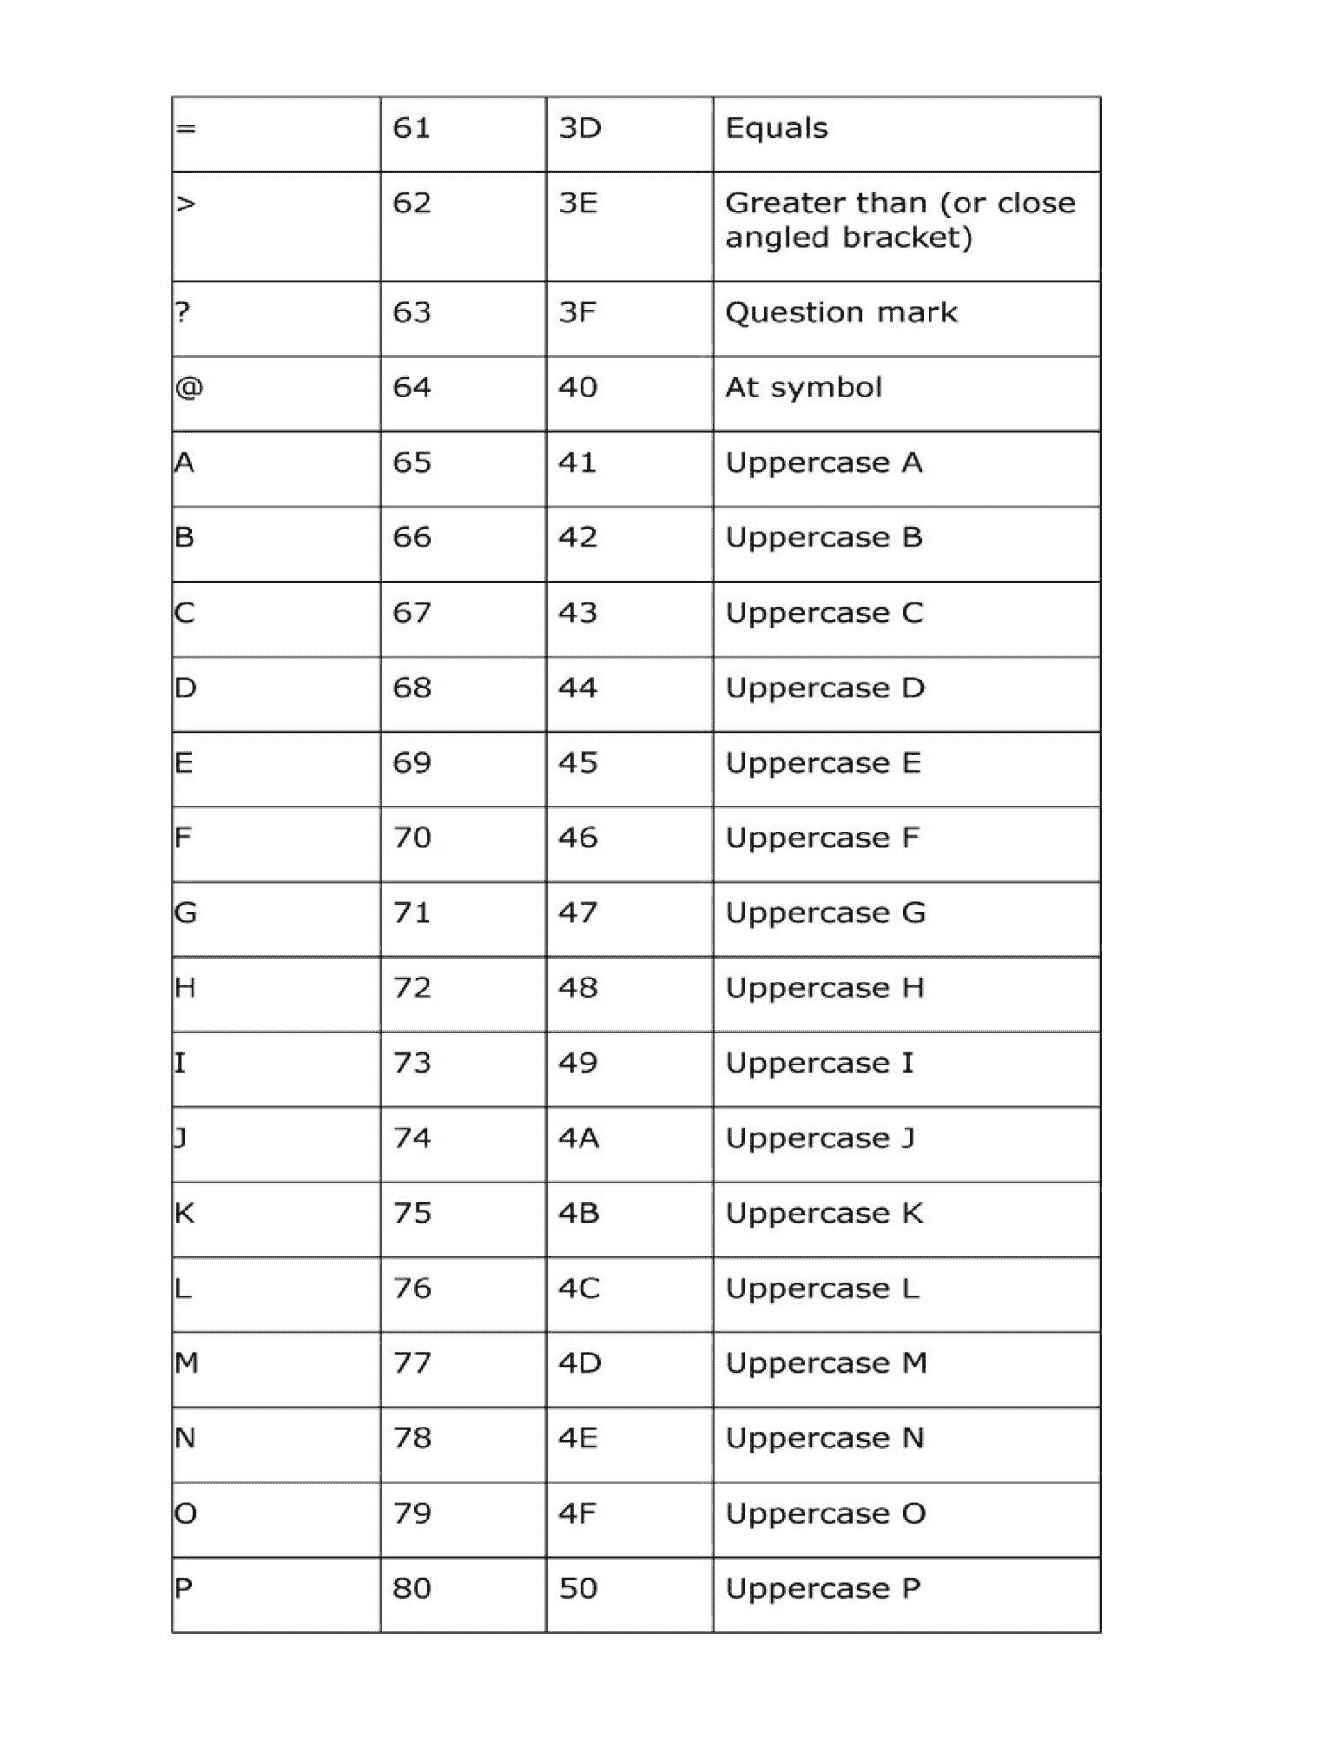 = 61 3D Equals
> 62 3E Greater than (or close
angled bracket)
? 63 3F Question mark
@ 64 40 At symbol
A 65 41 Uppercase A
B 66 42 Uppercase B
C 67 43 Uppercase C
D 68 44 Uppercase D
E 69 45 Uppercase E
F 70 46 Uppercase F
G 71 47 Uppercase G
H 72 48 Uppercase H
I 73 49 Uppercase I
J 74 4A Uppercase J
K 75 4B Uppercase K
L 76 4C Uppercase L
M 77 4D Uppercase M
N 78 4E Uppercase N
O 79 4F Uppercase O
P 80 50 Uppercase P